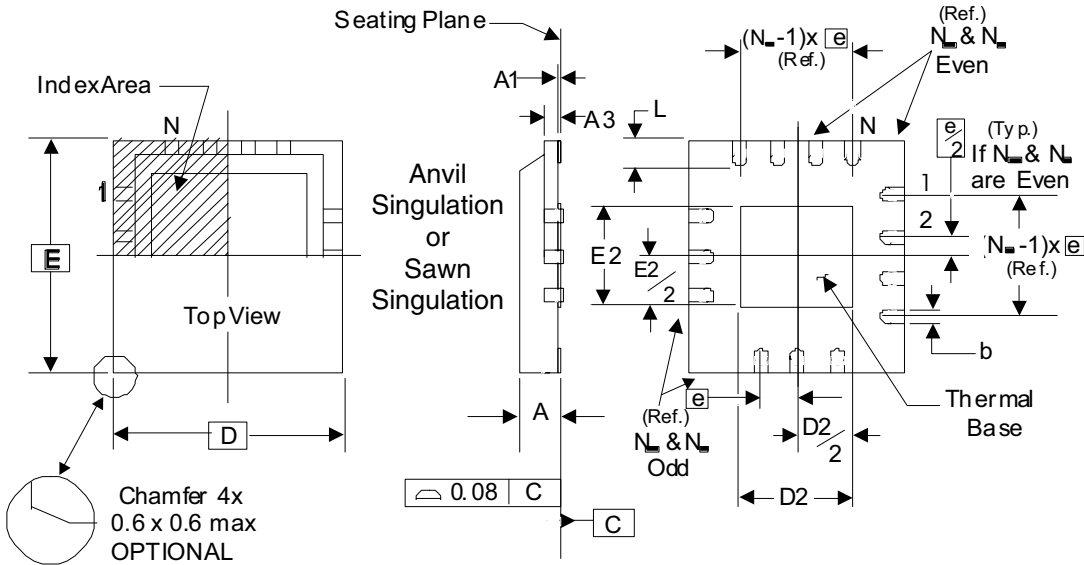 Seating Plane
Index Area
N
1
E
Top View
D
Chamfer 4x
0.6 x 0.6 max
OPTIONAL
A1
A3
L
Anvil
Singulation
or
Sawn
Singulation
A
0.08 C
C
(N -1)x e
(Ref.)
(Ref.)
N & N
Even
N
e/2
(Typ.)
If N & N
are Even
1
2
(N -1)x e
(Ref.)
b
E2
E2/2
Thermal
Base
e
(Ref.)
N & N
Odd
D2/2
D2